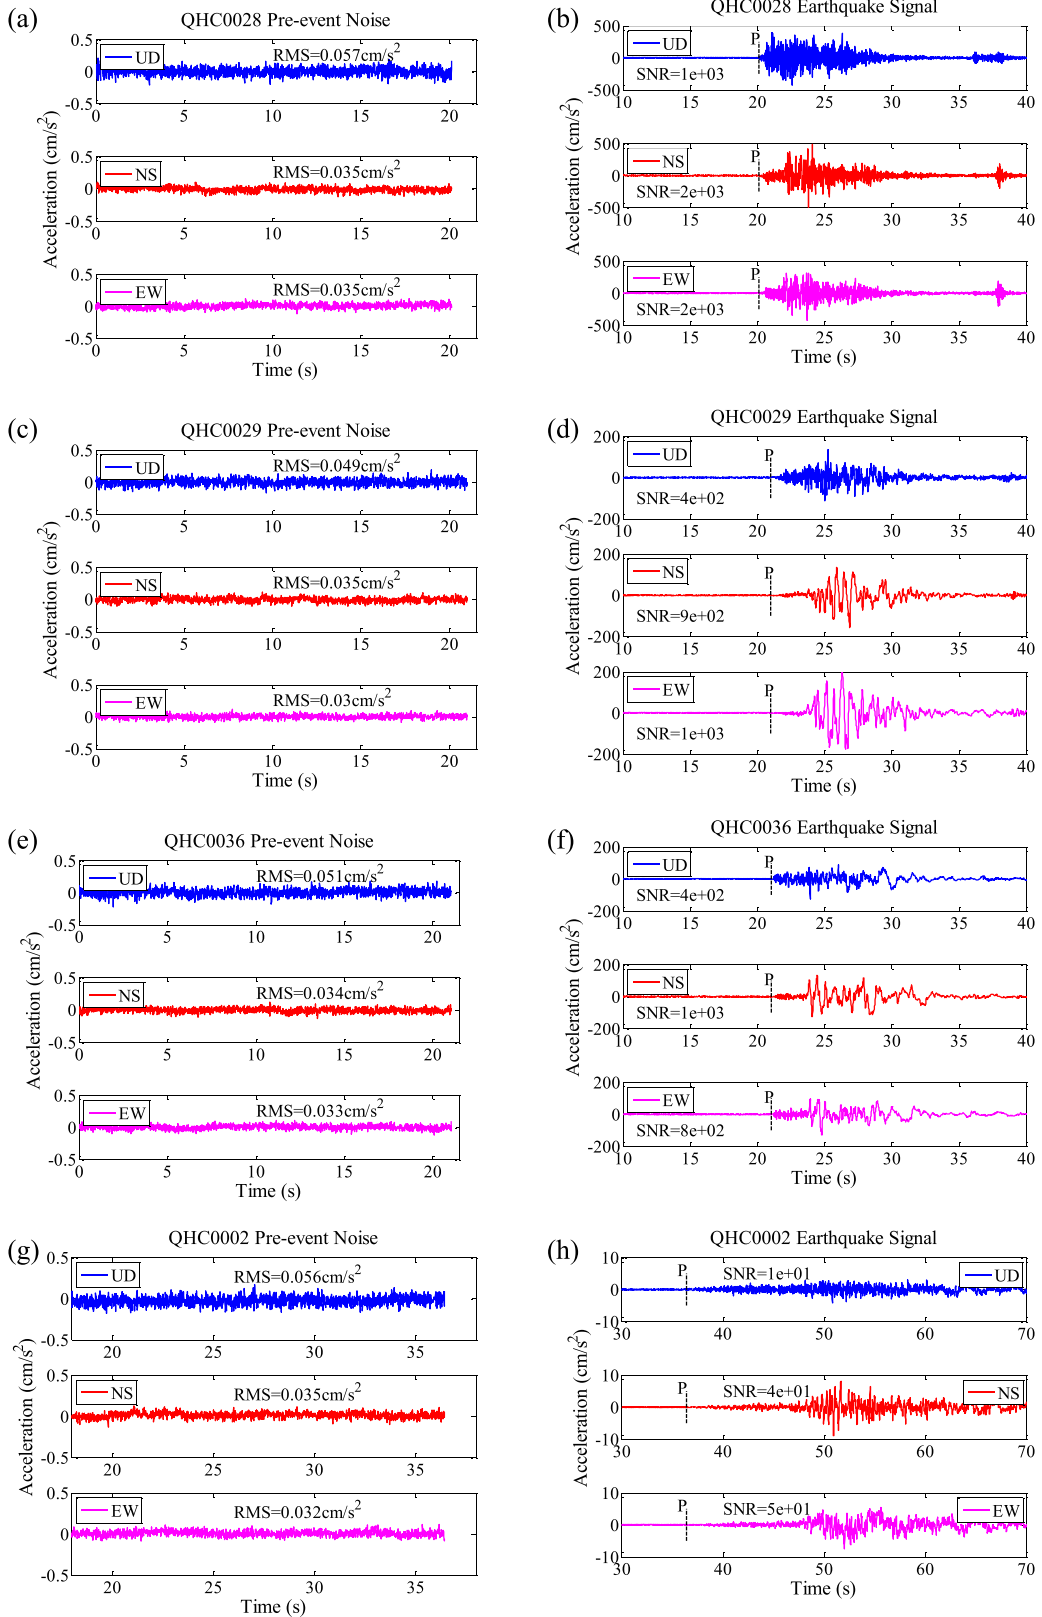 (a)
QHC0028 Pre-event Noise
0.5
0
-0.5
UD
RMS=0.057cm/s2
0 5 10 15 20
0.5
0
-0.5
NS
RMS=0.035cm/s2
0 5 10 15 20
0.5
0
-0.5
EW
RMS=0.035cm/s2
0 5 10 15 20
Time (s)
Acceleration (cm/s2)
(b)
QHC0028 Earthquake Signal
500
0
-500
UD
P
SNR=1e+03
10 15 20 25 30 35 40
500
0
-500
NS
P
SNR=2e+03
10 15 20 25 30 35 40
500
0
-500
EW
P
SNR=2e+03
10 15 20 25 30 35 40
Time (s)
Acceleration (cm/s2)
(c)
QHC0029 Pre-event Noise
0.5
0
-0.5
UD
RMS=0.049cm/s2
0 5 10 15 20
0.5
0
-0.5
NS
RMS=0.035cm/s2
0 5 10 15 20
0.5
0
-0.5
EW
RMS=0.03cm/s2
0 5 10 15 20
Time (s)
Acceleration (cm/s2)
(d)
QHC0029 Earthquake Signal
200
0
-200
UD
P
SNR=4e+02
10 15 20 25 30 35 40
200
0
-200
NS
P
SNR=9e+02
10 15 20 25 30 35 40
200
0
-200
EW
P
SNR=1e+03
10 15 20 25 30 35 40
Time (s)
Acceleration (cm/s2)
(e)
QHC0036 Pre-event Noise
0.5
0
-0.5
UD
RMS=0.051cm/s2
0 5 10 15 20
0.5
0
-0.5
NS
RMS=0.034cm/s2
0 5 10 15 20
0.5
0
-0.5
EW
RMS=0.033cm/s2
0 5 10 15 20
Time (s)
Acceleration (cm/s2)
(f)
QHC0036 Earthquake Signal
200
0
-200
UD
P
SNR=4e+02
10 15 20 25 30 35 40
200
0
-200
NS
P
SNR=1e+03
10 15 20 25 30 35 40
200
0
-200
EW
P
SNR=8e+02
10 15 20 25 30 35 40
Time (s)
Acceleration (cm/s2)
(g)
QHC0002 Pre-event Noise
0.5
0
-0.5
UD
RMS=0.056cm/s2
20 25 30 35
0.5
0
-0.5
NS
RMS=0.035cm/s2
20 25 30 35
0.5
0
-0.5
EW
RMS=0.032cm/s2
20 25 30 35
Time (s)
Acceleration (cm/s2)
(h)
QHC0002 Earthquake Signal
10
0
-10
P
SNR=1e+01
UD
30 40 50 60 70
10
0
-10
P
SNR=4e+01
NS
30 40 50 60 70
10
0
-10
P
SNR=5e+01
EW
30 40 50 60 70
Time (s)
Acceleration (cm/s2)